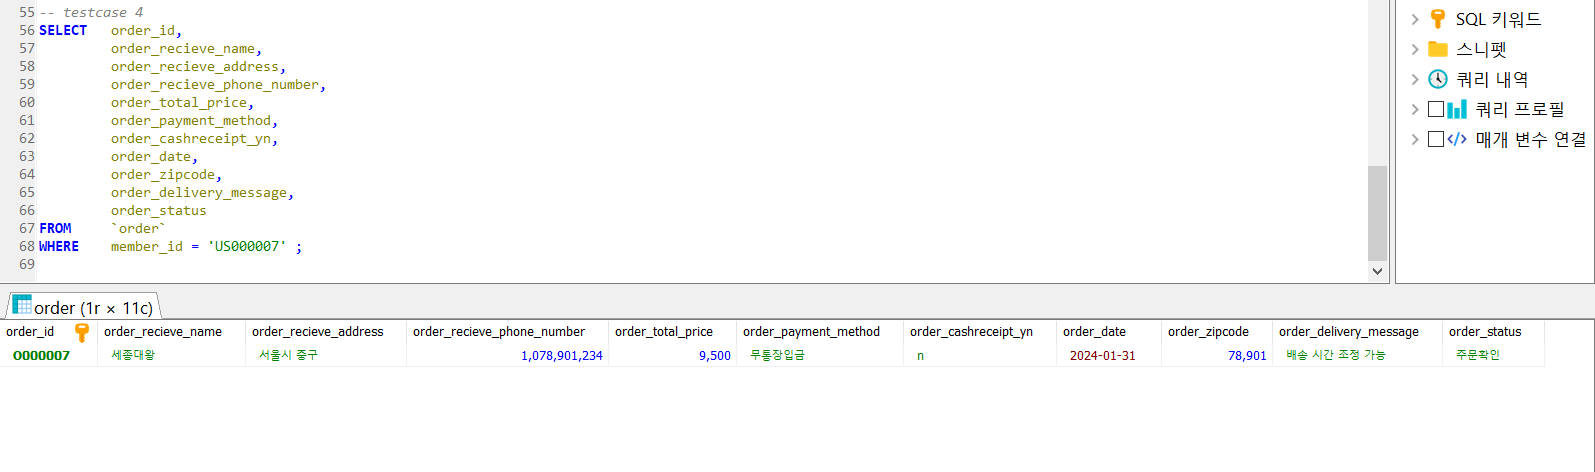 55 -- testcase 4
56 SELECT order_id,
57 order_recieve_name,
58 order_recieve_address,
59 order_recieve_phone_number,
60 order_total_price,
61 order_payment_method,
62 order_cashreceipt_yn,
63 order_date,
64 order_zipcode,
65 order_delivery_message,
66 order_status
67 FROM `order`
68 WHERE member_id = 'US000007' ;
69
SQL 키워드
스니펫
쿼리 내역
쿼리 프로필
매개 변수 연결
order (1r × 11c)
order_id order_recieve_name order_recieve_address order_recieve_phone_number order_total_price order_payment_method order_cashreceipt_yn order_date order_zipcode order_delivery_message order_status
O000007 세종대왕 서울시 중구 1,078,901,234 9,500 무통장입금 n 2024-01-31 78,901 배송 시간 조정 가능 주문확인